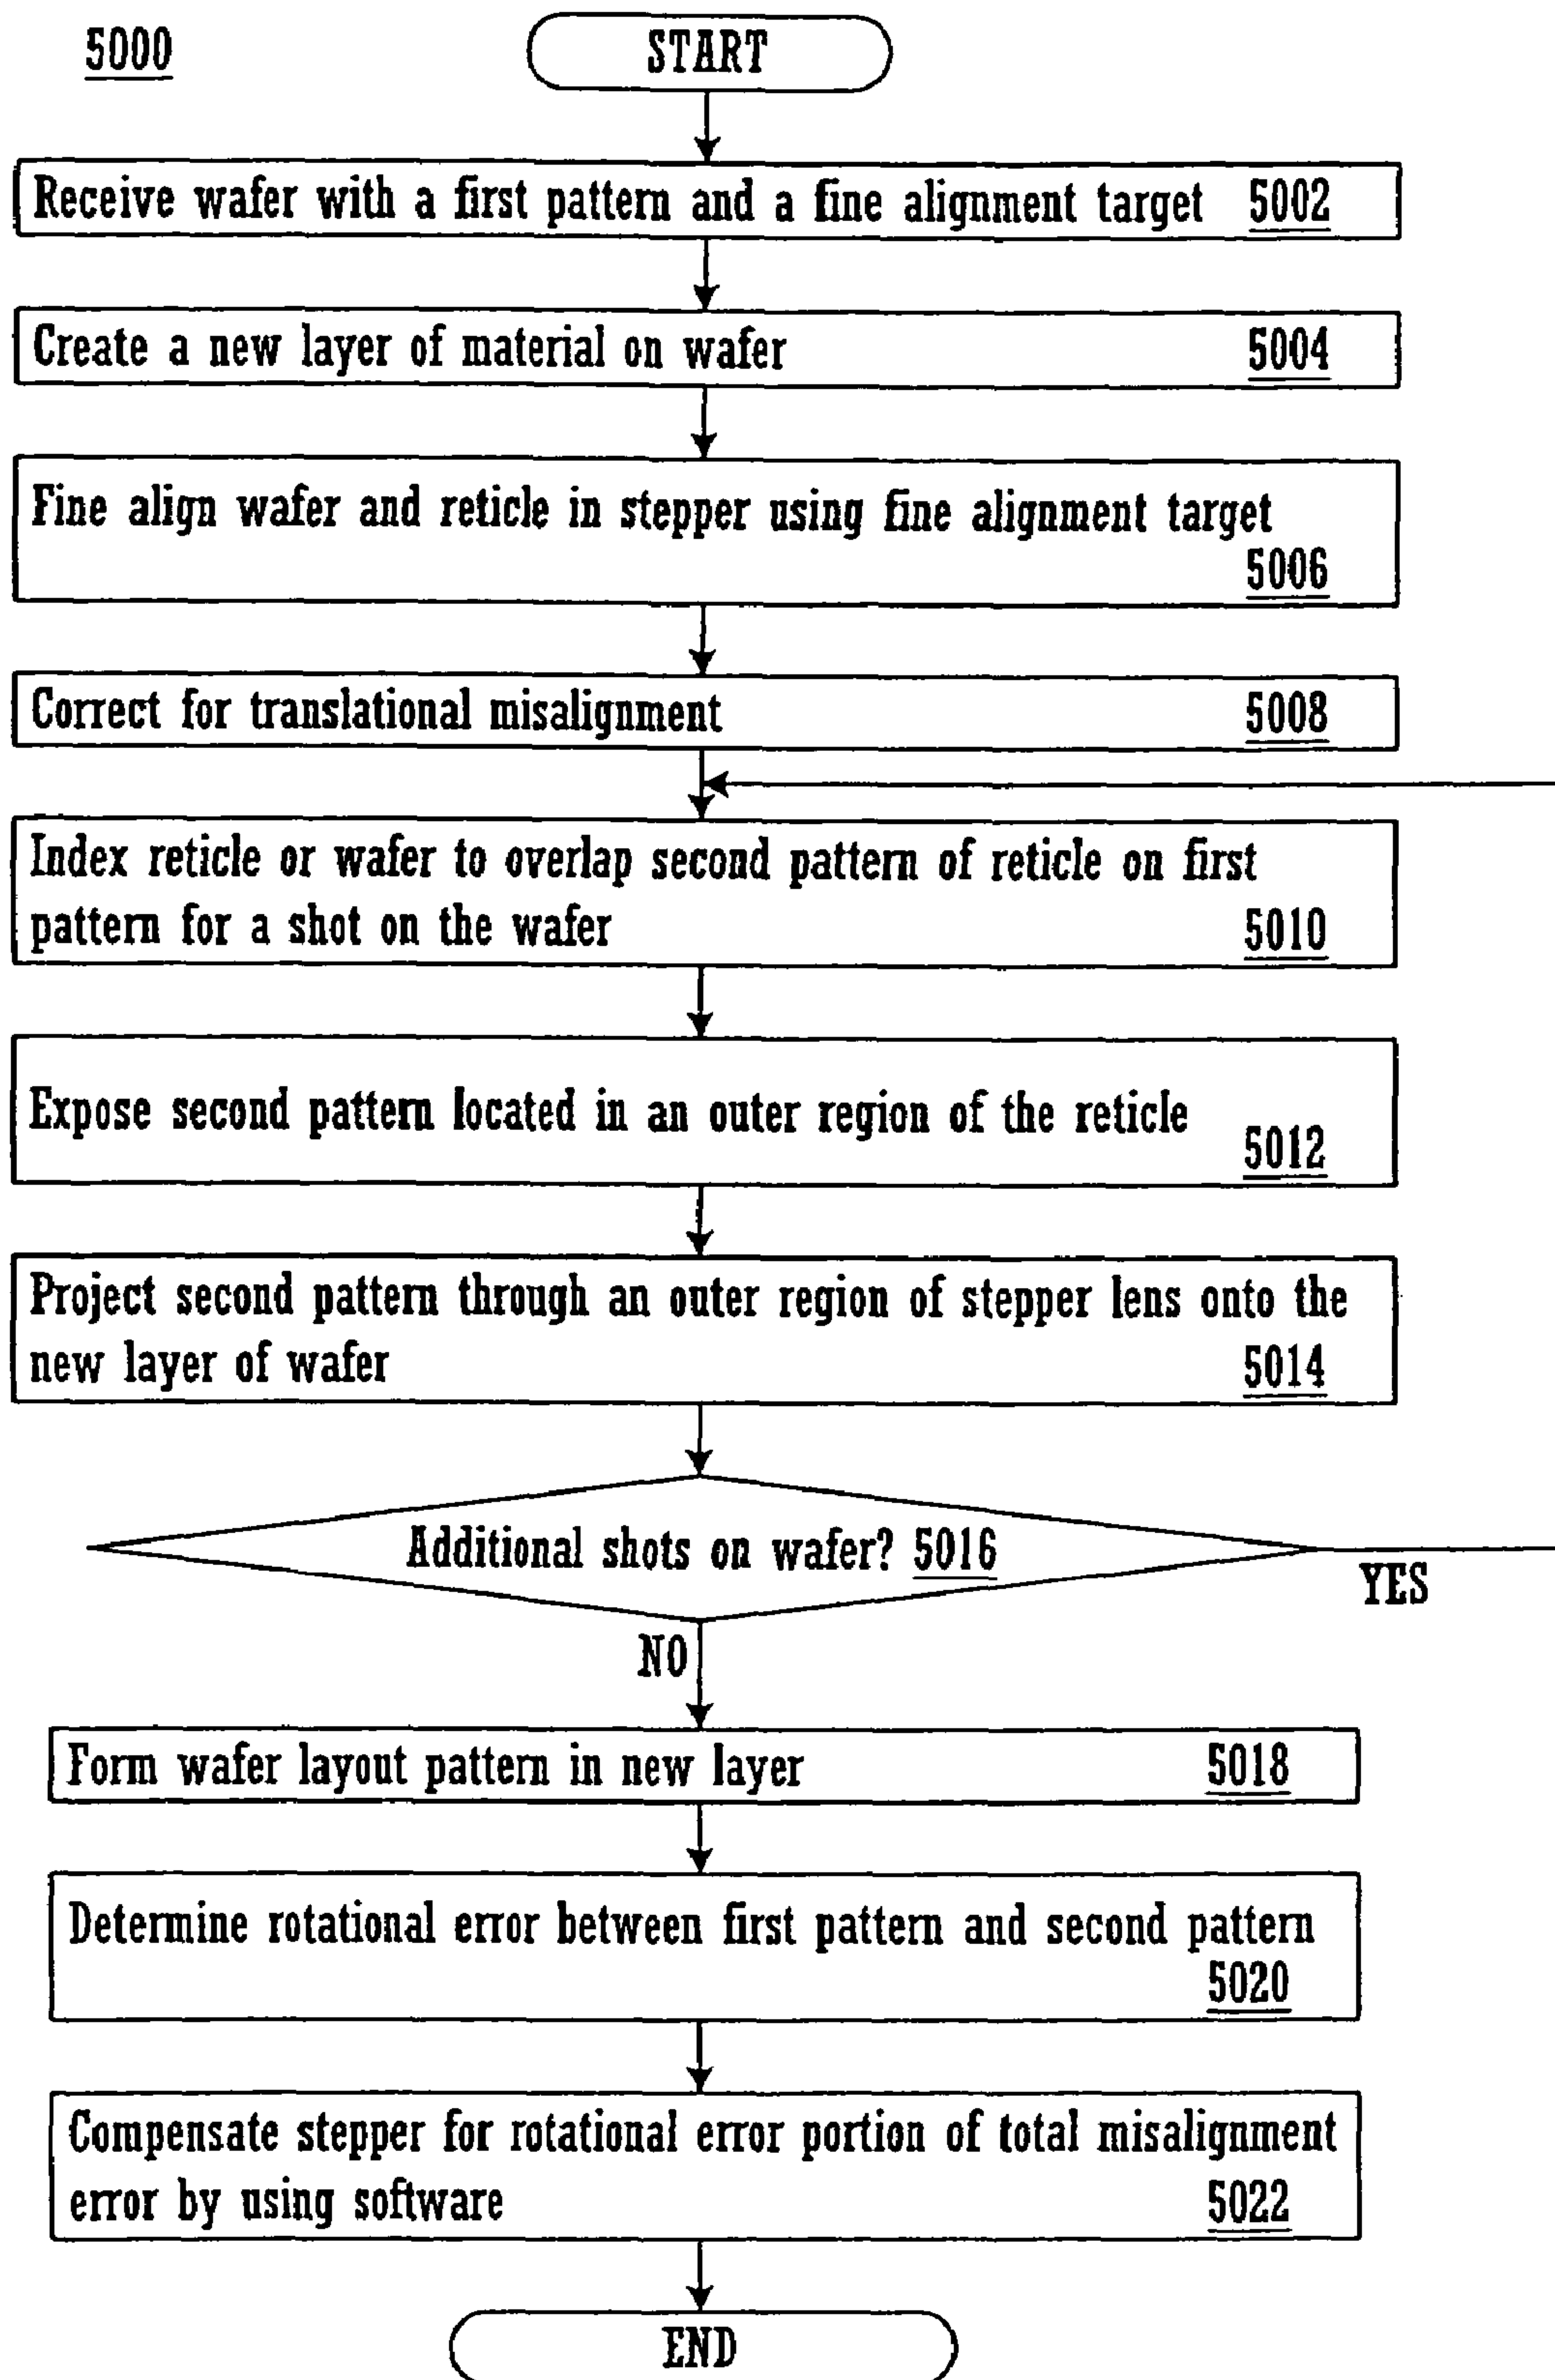 5000
START
Receive wafer with a first pattern and a fine alignment target 5002
Create a new layer of material on wafer 5004
Fine align wafer and reticle in stepper using fine alignment target
5006
Correct for translational misalignment 5008
Index reticle or wafer to overlap second pattern of reticle on first
pattern for a shot on the wafer 5010
Expose second pattern located in an outer region of the reticle
5012
Project second pattern through an outer region of stepper lens onto the
new layer of wafer 5014
Additional shots on wafer? 5016
YES
NO
Form wafer layout pattern in new layer 5018
Determine rotational error between first pattern and second pattern
5020
Compensate stepper for rotational error portion of total misalignment
error by using software 5022
END